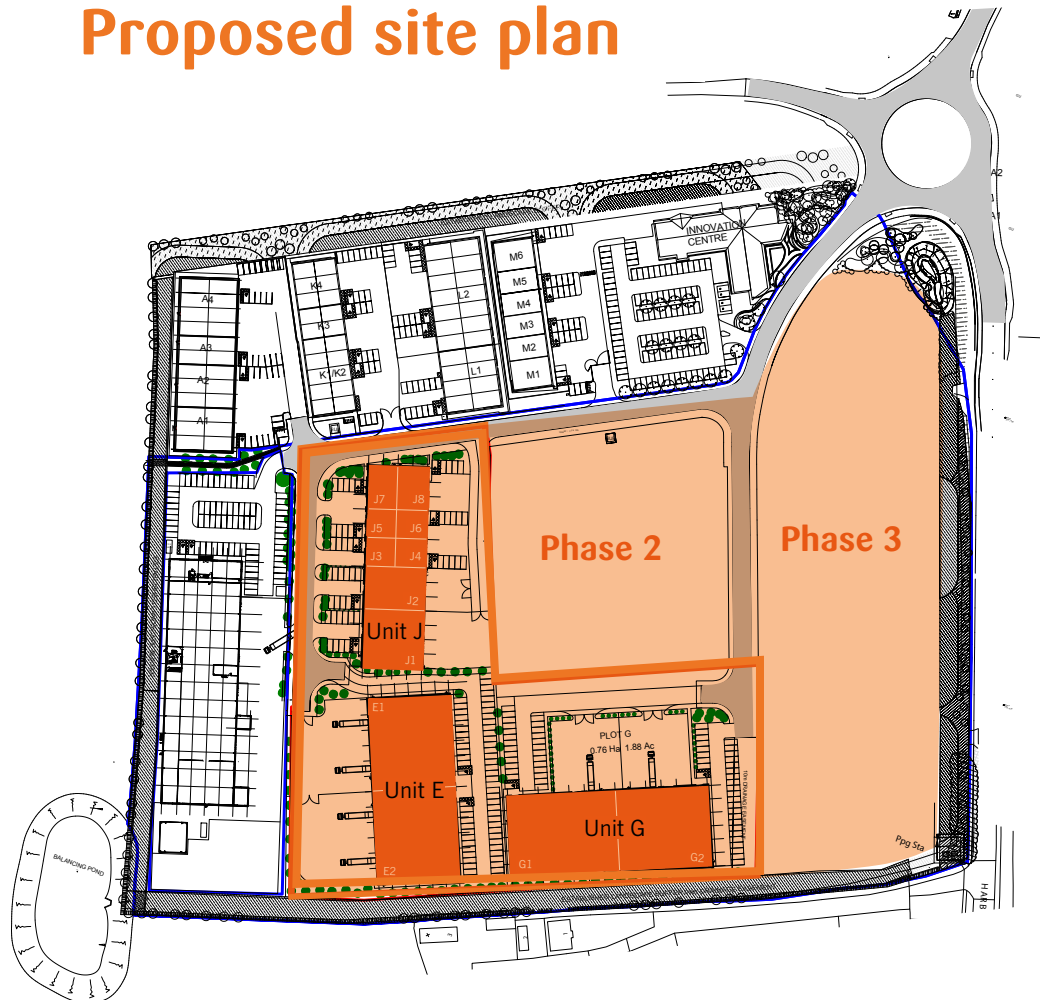 Proposed site plan
A2
INNOVATION
CENTRE
M6
M5
M4
M3
M2
M1
L2
L1
K4
K3
K1/K2
A4
A3
A2
A1
J7
J8
J5
J6
J3
J4
J2
Unit J
J1
Phase 2
Phase 3
E1
Unit E
E2
PLOT G
0.76 Ha 1.88 Ac
Unit G
G1
G2
Ppg Sta
BALANCING POND
HARB